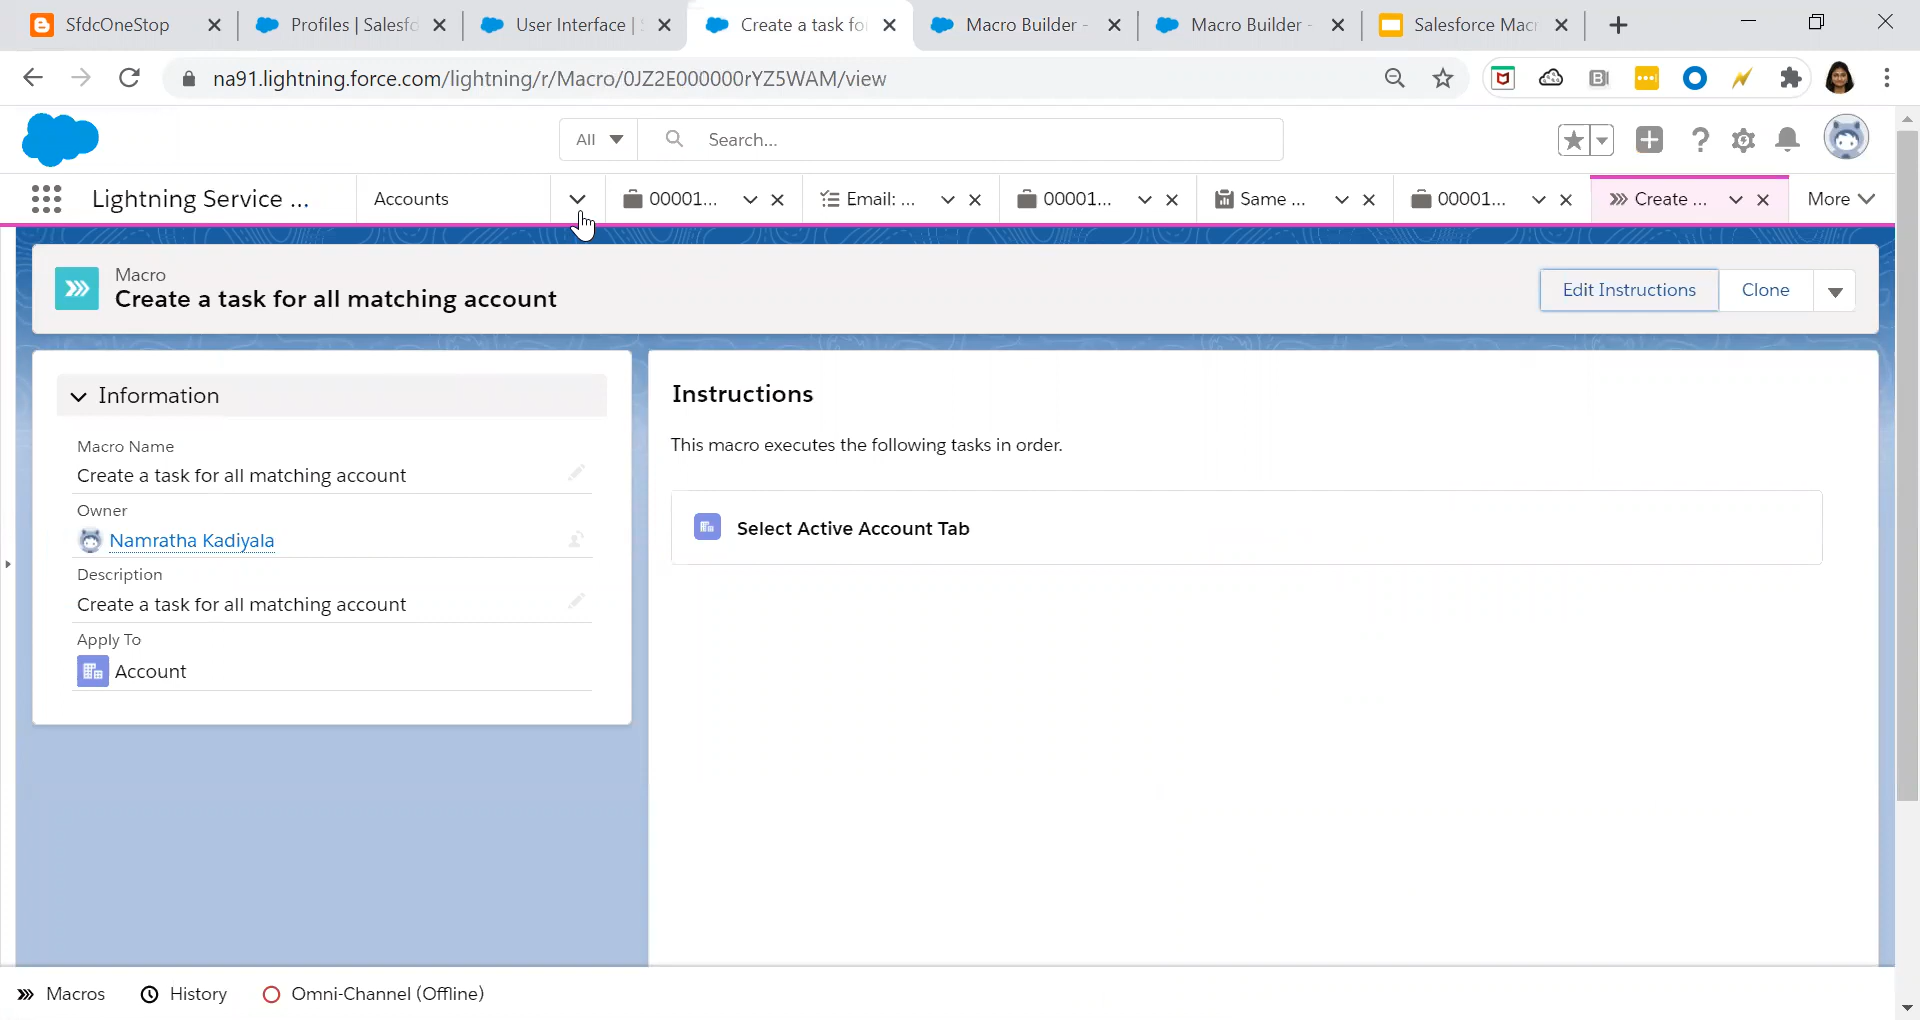 SfdcOneStop
Profiles | Salesfo
User Interface | S
Create a task fo
Macro Builder -
Macro Builder -
Salesforce Mac
na91.lightning.force.com/lightning/r/Macro/0JZ2E000000rYZ5WAM/view
All
Search...
Lightning Service ...
Accounts
00001...
Email: ...
00001...
Same ...
00001...
Create ...
More
Macro
Create a task for all matching account
Edit Instructions
Clone
Information
Macro Name
Create a task for all matching account
Owner
Namratha Kadiyala
Description
Create a task for all matching account
Apply To
Account
Instructions
This macro executes the following tasks in order.
Select Active Account Tab
Macros
History
Omni-Channel (Offline)